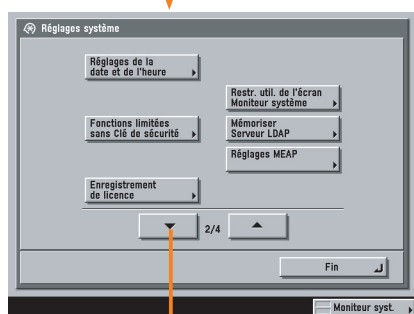 Réglages système
Réglages de la
date et de l'heure
Restr. util. de l'écran
Moniteur système
Fonctions limitées
sans Clé de sécurité
Mémoriser
Serveur LDAP
Réglages MEAP
Enregistrement
de licence
2/4
Fin
Moniteur syst.